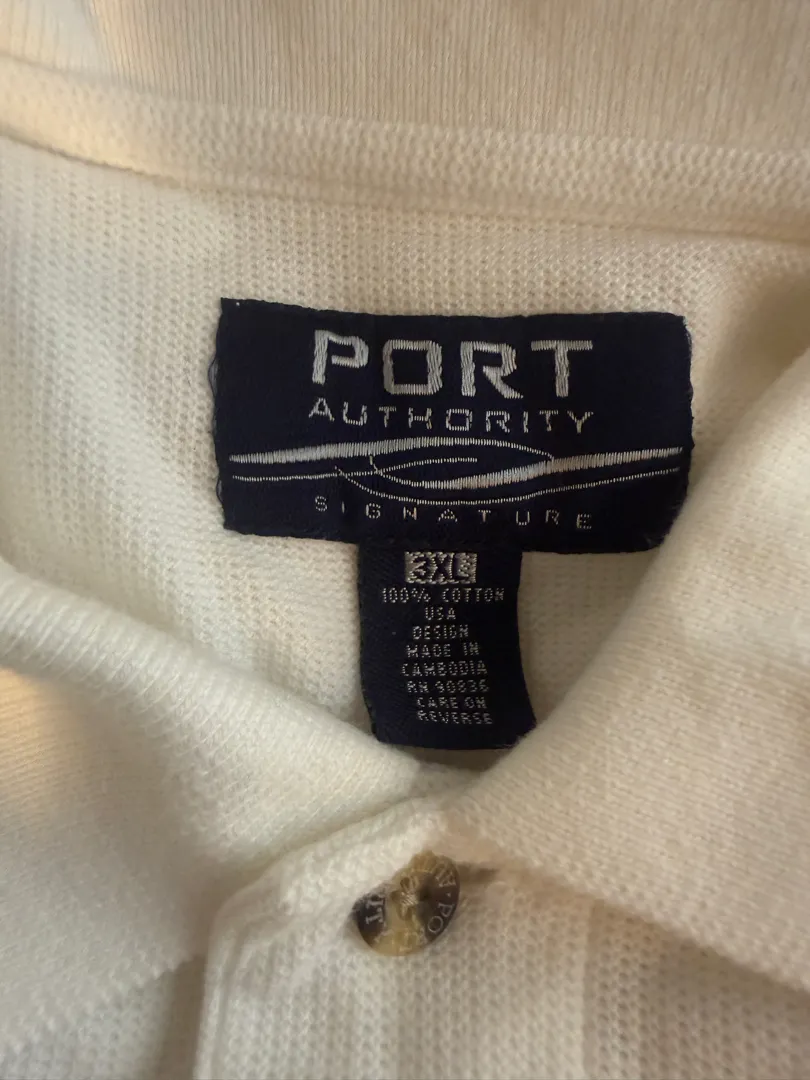 PORT
AUTHORITY
SIGNATURE
3XL
100% COTTON
USA
DESIGN
MADE IN
CAMBODIA
RN 90836
CARE ON
REVERSE